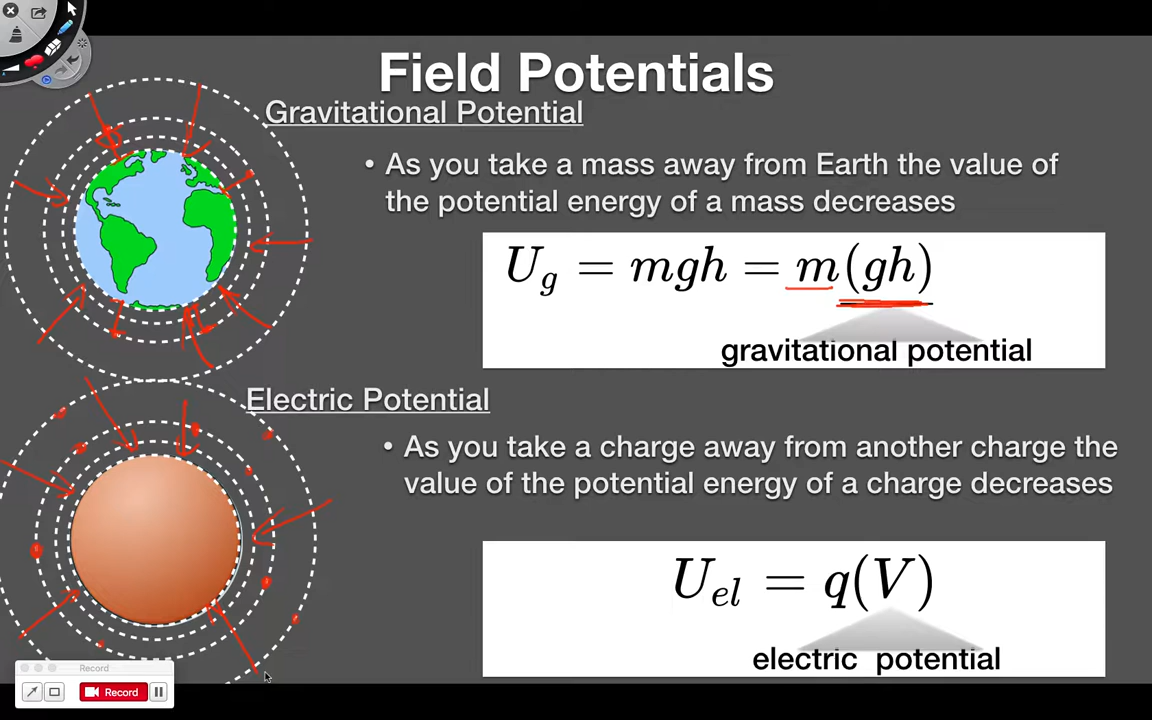 Field Potentials
Gravitational Potential
• As you take a mass away from Earth the value of
the potential energy of a mass decreases
U_g = mgh = m(gh)
gravitational potential
Electric Potential
• As you take a charge away from another charge the
value of the potential energy of a charge decreases
U_el = q(V)
electric potential
Record
Record